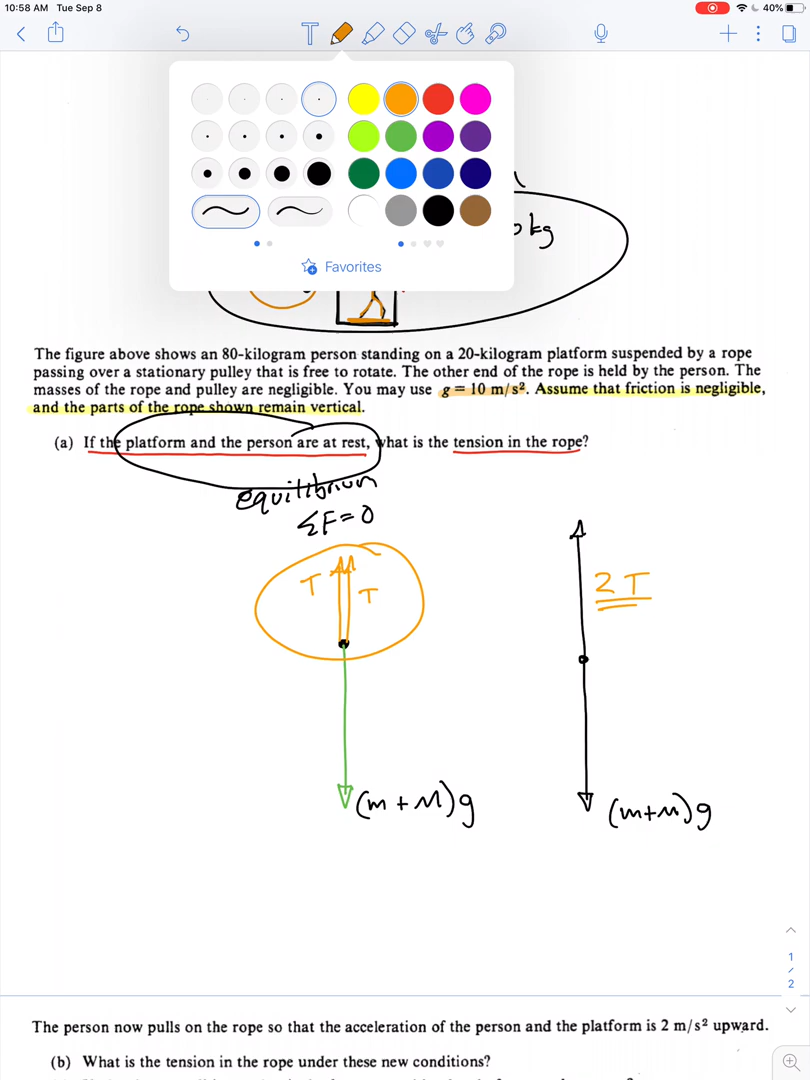 10:58 AM Tue Sep 8
40%
T
Favorites
kg
The figure above shows an 80-kilogram person standing on a 20-kilogram platform suspended by a rope
passing over a stationary pulley that is free to rotate. The other end of the rope is held by the person. The
masses of the rope and pulley are negligible. You may use g = 10 m/s². Assume that friction is negligible,
and the parts of the rope shown remain vertical.
(a) If the platform and the person are at rest, what is the tension in the rope?
equilibrium
ΣF=0
T T
2T
(m+M)g
(m+M)g
1
/
2
The person now pulls on the rope so that the acceleration of the person and the platform is 2 m/s² upward.
(b) What is the tension in the rope under these new conditions?